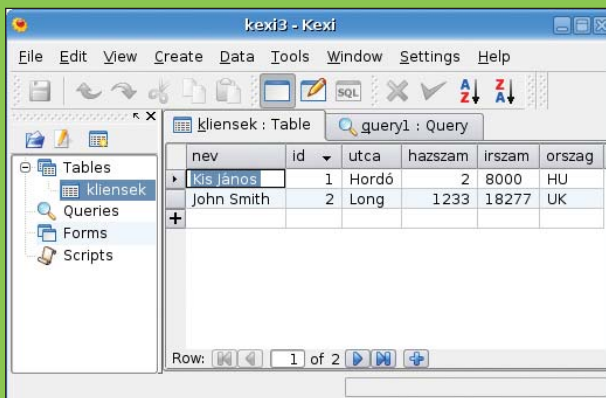 kexi3 - Kexi
File Edit View Create Data Tools Window Settings Help
SQL A Z Z A
kliensek : Table query1 : Query
nev id utca hazszam irszam orszag
Kis János 1 Hordó 2 8000 HU
John Smith 2 Long 1233 18277 UK
Tables
kliensek
Queries
Forms
Scripts
Row: 1 of 2